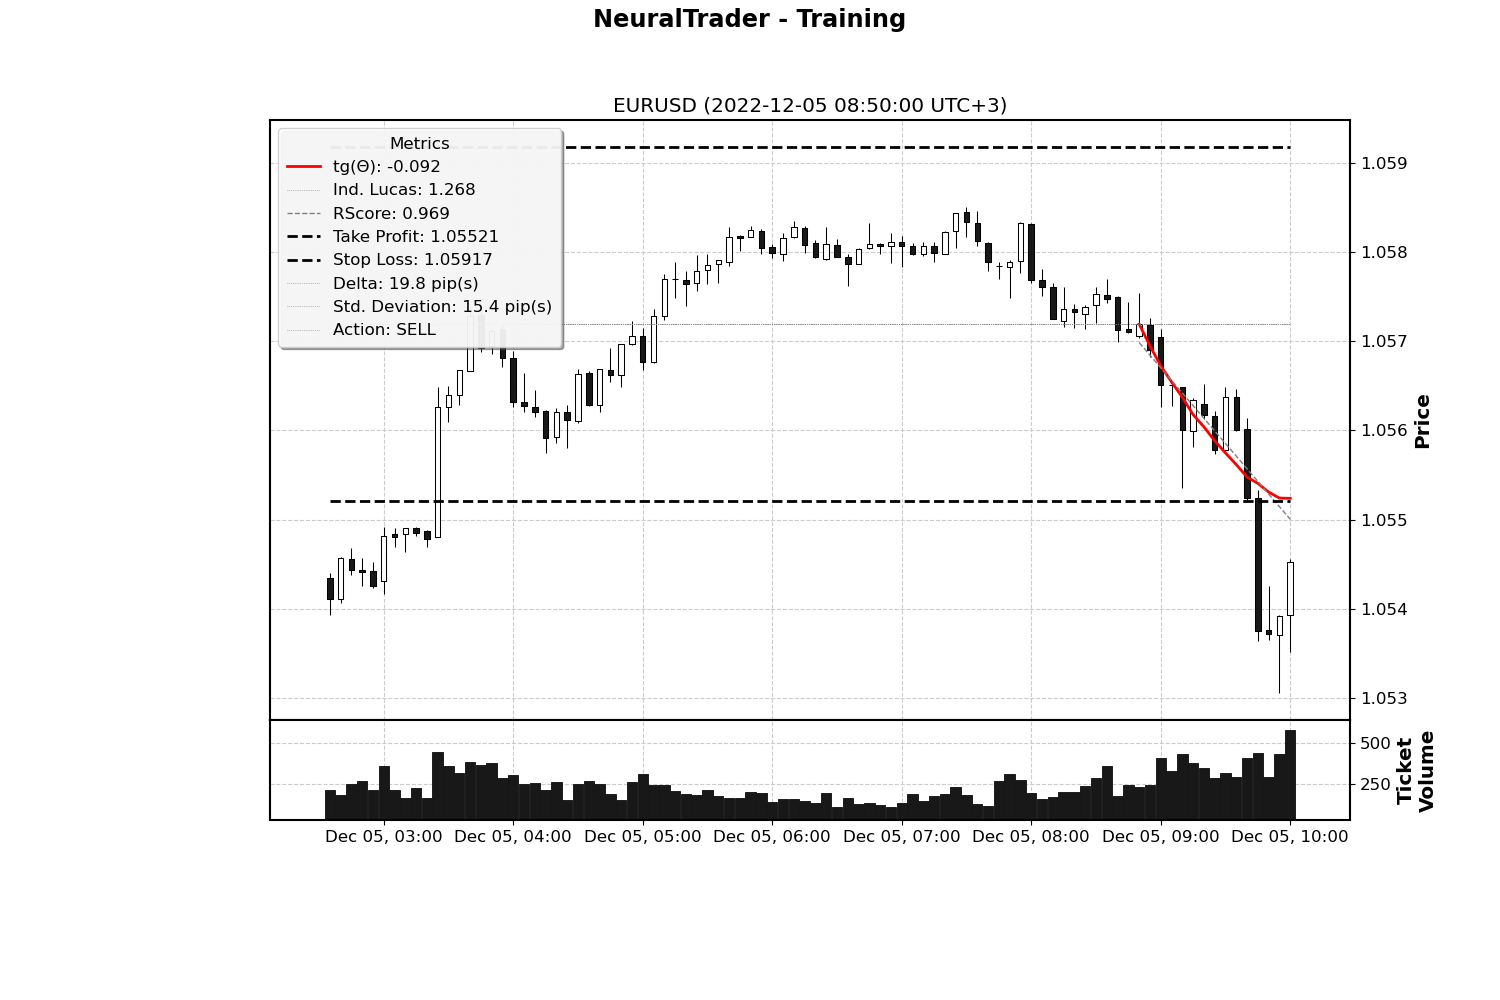 NeuralTrader - Training
EURUSD (2022-12-05 08:50:00 UTC+3)
Metrics
tg(Θ): -0.092
Ind. Lucas: 1.268
RScore: 0.969
Take Profit: 1.05521
Stop Loss: 1.05917
Delta: 19.8 pip(s)
Std. Deviation: 15.4 pip(s)
Action: SELL
1.059
1.058
1.057
1.056
1.055
1.054
1.053
Price
500
250
Ticket
Volume
Dec 05, 03:00
Dec 05, 04:00
Dec 05, 05:00
Dec 05, 06:00
Dec 05, 07:00
Dec 05, 08:00
Dec 05, 09:00
Dec 05, 10:00